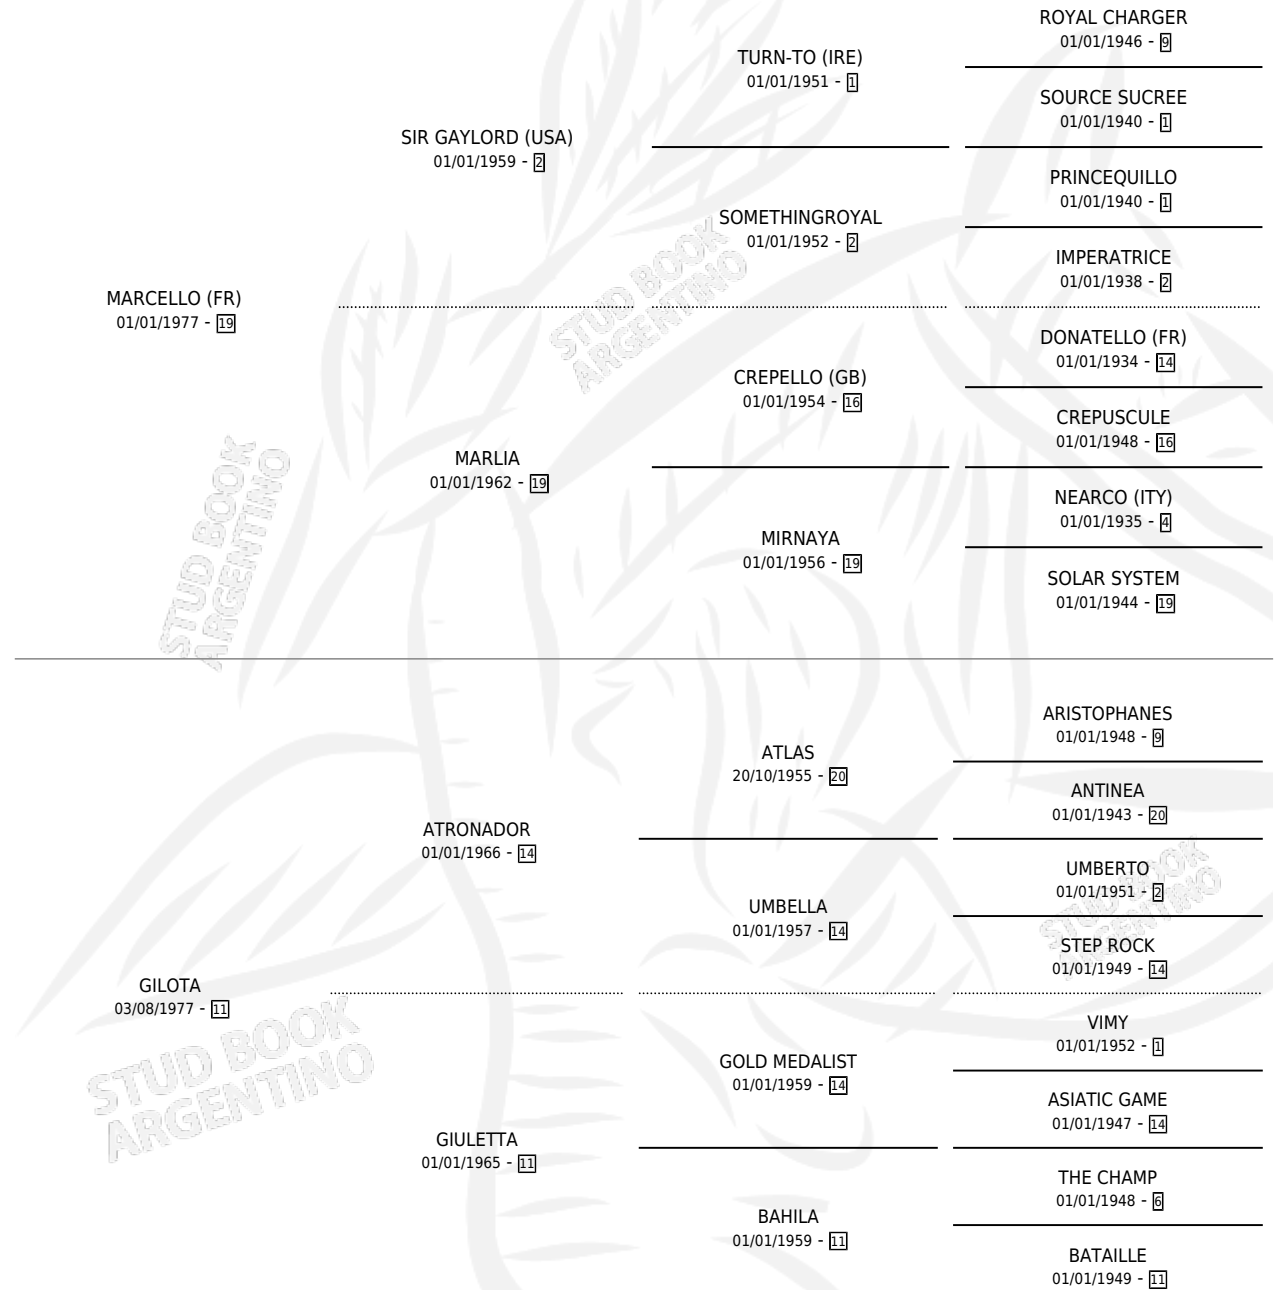 ROYAL CHARGER
01/01/1946 - 9
TURN-TO (IRE)
01/01/1951 - 1
SOURCE SUCREE
01/01/1940 - 1
SIR GAYLORD (USA)
01/01/1959 - 2
PRINCEQUILLO
01/01/1940 - 1
SOMETHINGROYAL
01/01/1952 - 2
IMPERATRICE
01/01/1938 - 2
MARCELLO (FR)
01/01/1977 - 19
DONATELLO (FR)
01/01/1934 - 14
CREPELLO (GB)
01/01/1954 - 16
CREPUSCULE
01/01/1948 - 16
MARLIA
01/01/1962 - 19
NEARCO (ITY)
01/01/1935 - 4
MIRNAYA
01/01/1956 - 19
SOLAR SYSTEM
01/01/1944 - 19
STUD BOOK
ARGENTINO
STUD BOOK
ARGENTINO
ARISTOPHANES
01/01/1948 - 9
ATLAS
20/10/1955 - 20
ANTINEA
01/01/1943 - 20
ATRONADOR
01/01/1966 - 14
UMBERTO
01/01/1951 - 2
UMBELLA
01/01/1957 - 14
STEP ROCK
01/01/1949 - 14
STUD BOOK
ARGENTINO
GILOTA
03/08/1977 - 11
VIMY
01/01/1952 - 1
GOLD MEDALIST
01/01/1959 - 14
ASIATIC GAME
01/01/1947 - 14
GIULETTA
01/01/1965 - 11
THE CHAMP
01/01/1948 - 6
BAHILA
01/01/1959 - 11
BATAILLE
01/01/1949 - 11
STUD BOOK
ARGENTINO